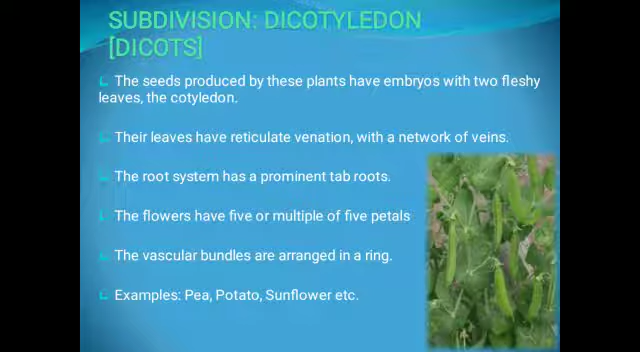 SUBDIVISION: DICOTYLEDON
[DICOTS]
The seeds produced by these plants have embryos with two fleshy
leaves, the cotyledon.
Their leaves have reticulate venation, with a network of veins.
The root system has a prominent tab roots.
The flowers have five or multiple of five petals
The vascular bundles are arranged in a ring.
Examples: Pea, Potato, Sunflower etc.